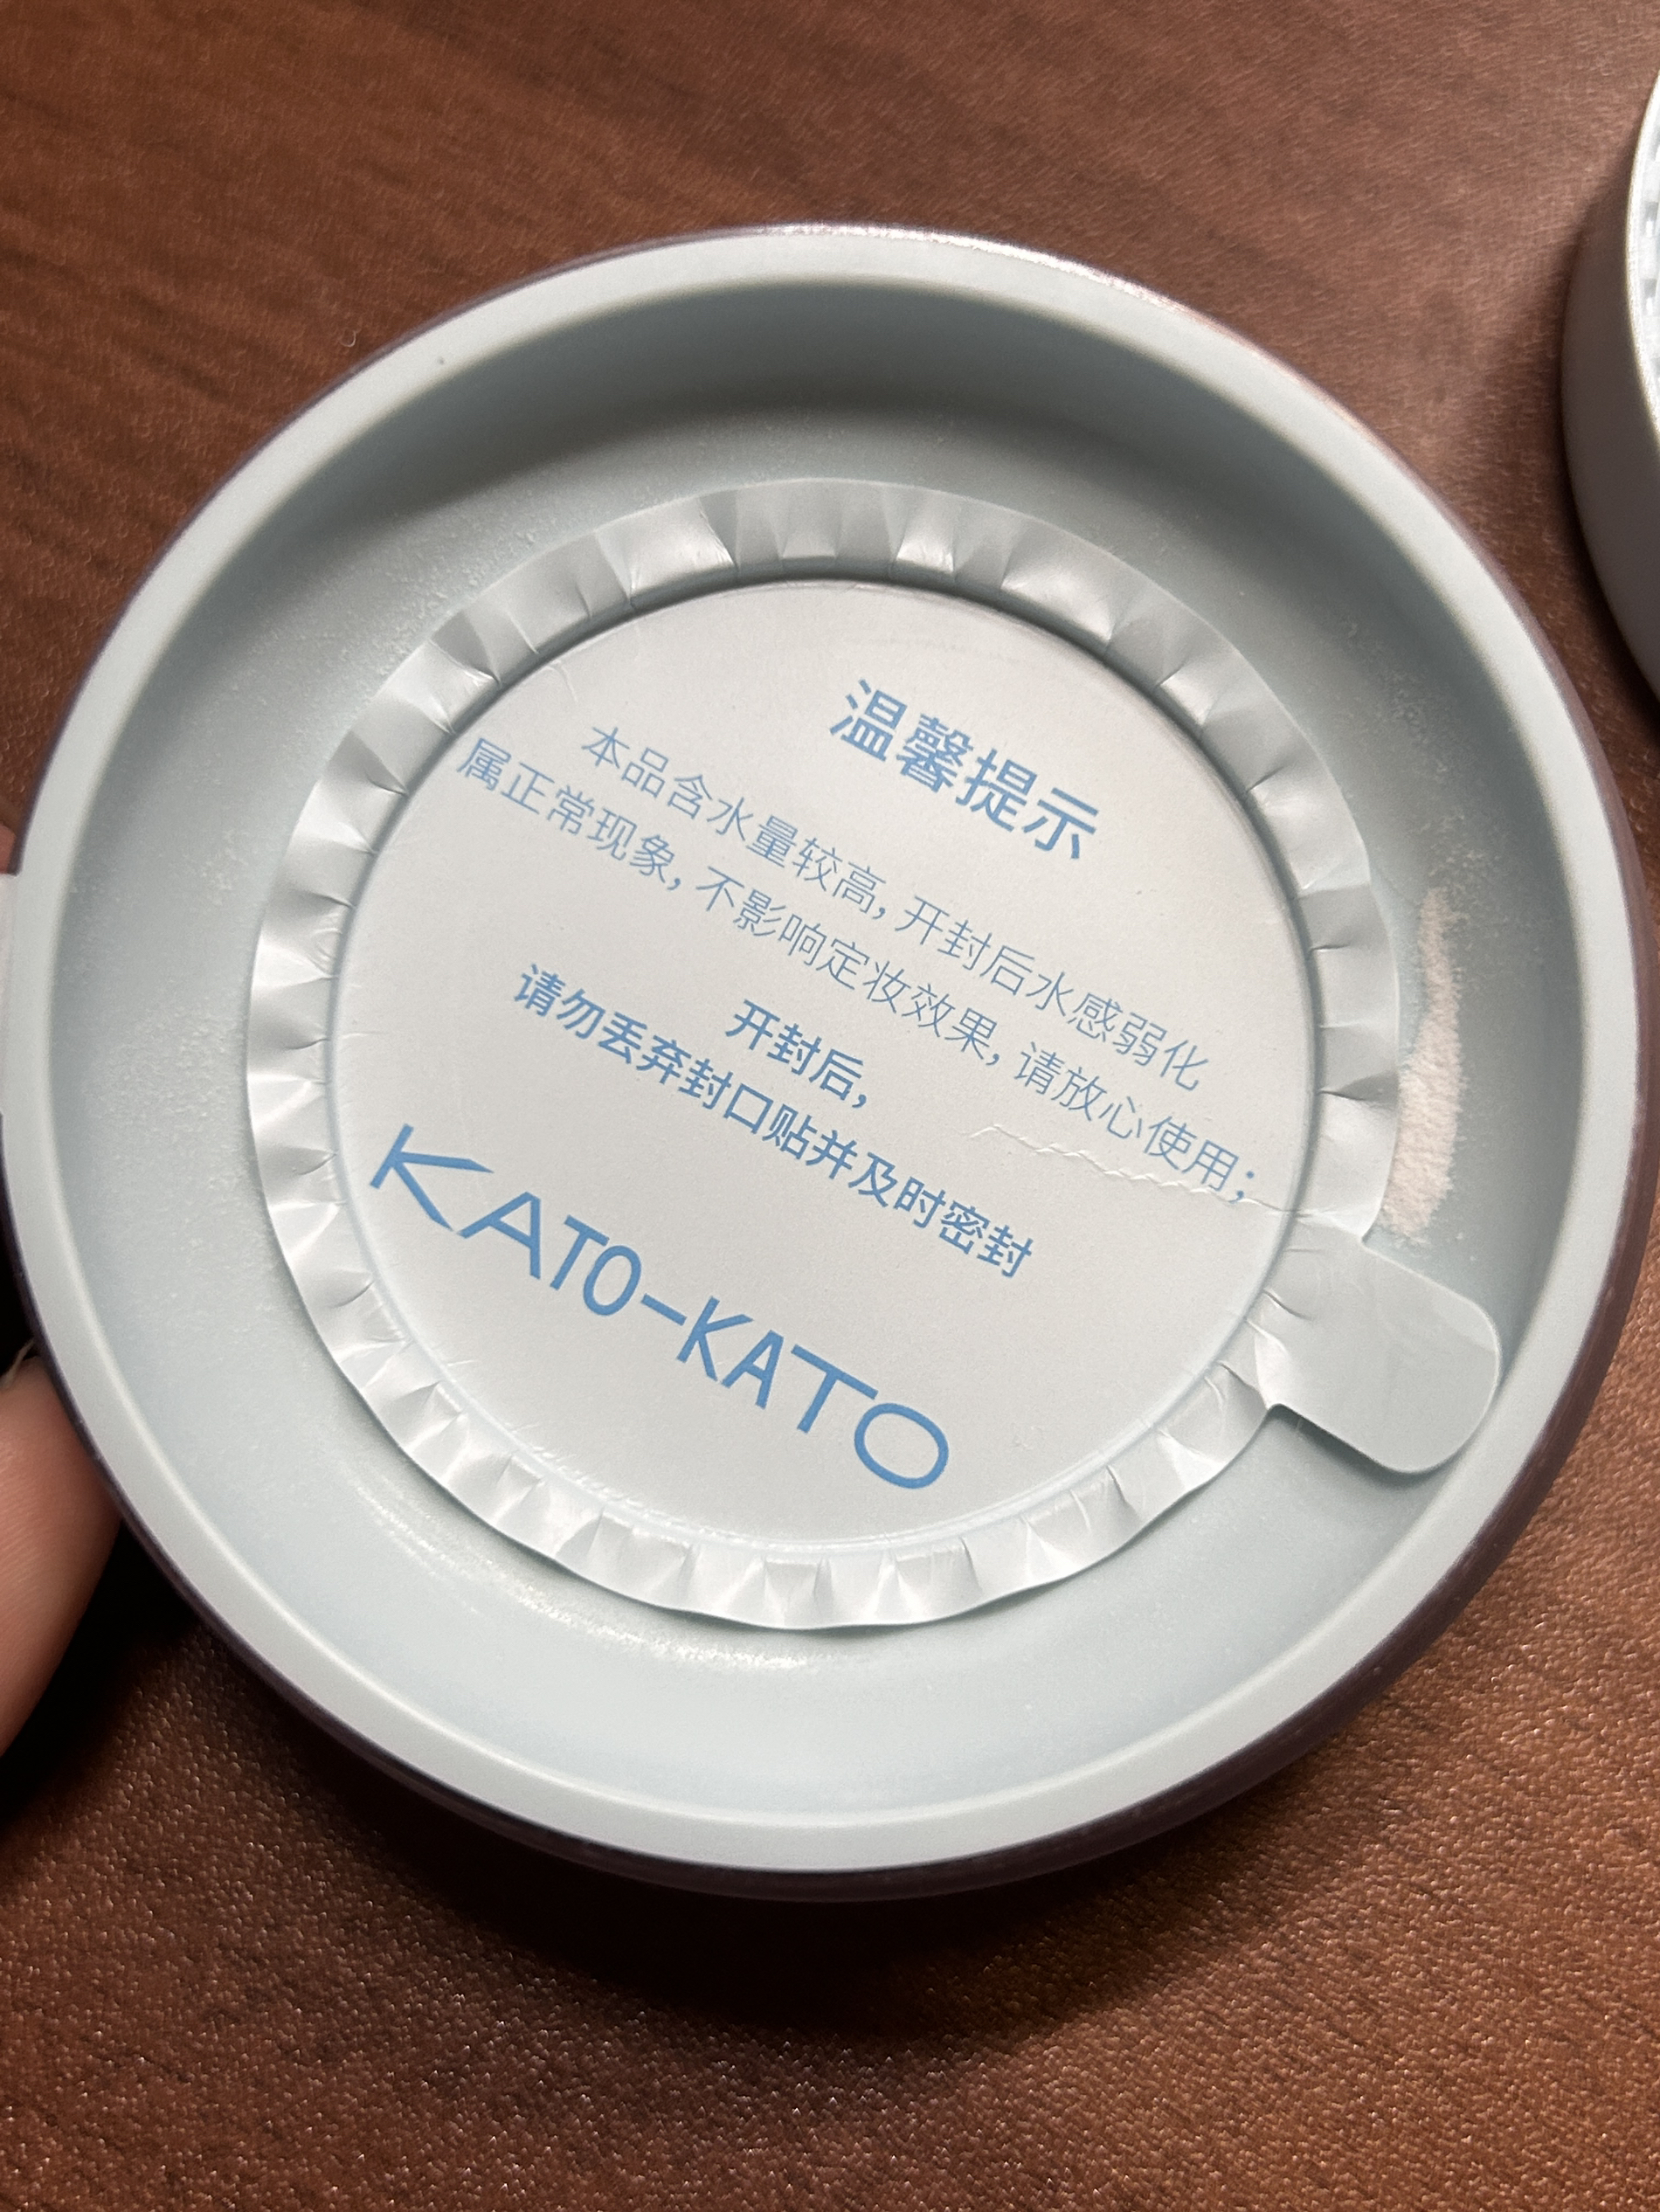 温馨提示
本品含水量较高, 开封后水感弱化
属正常现象, 不影响定妆效果, 请放心使用;
开封后,
请勿丢弃封口贴并及时密封
KATO-KATO